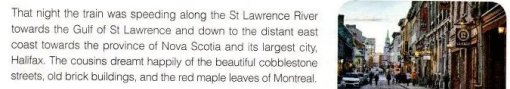 That night the train was speeding along the St Lawrence River
towards the Gulf of St Lawrence and down to the distant east
coast towards the province of Nova Scotia and its largest city,
Halifax. The cousins dreamt happily of the beautiful cobblestone
streets, old brick buildings, and the red maple leaves of Montreal.